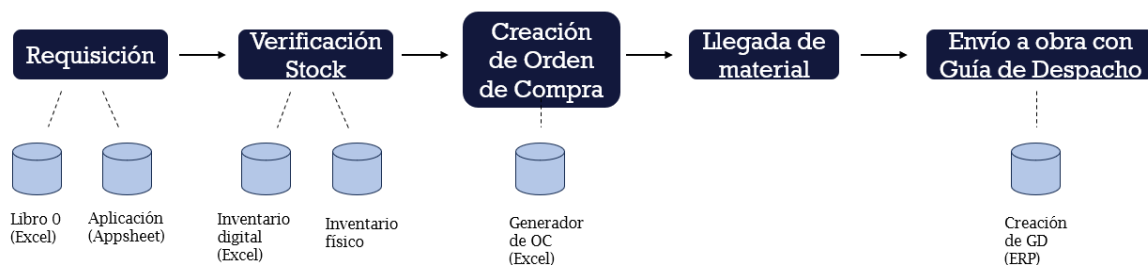 Requisición
Verificación
Stock
Creación
de Orden
de Compra
Llegada de
material
Envío a obra con
Guía de Despacho
Libro 0
(Excel)
Aplicación
(Appsheet)
Inventario
digital
(Excel)
Inventario
físico
Generador
de OC
(Excel)
Creación
de GD
(ERP)